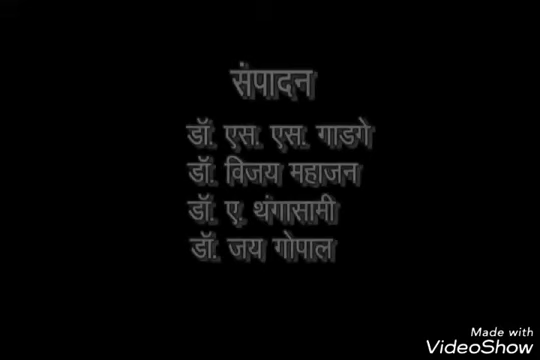 संपादन
डॉ. एस. एस. गाडगे
डॉ. विजय महाजन
डॉ. ए. थंगासामी
डॉ. जय गोपाल
Made with
VideoShow